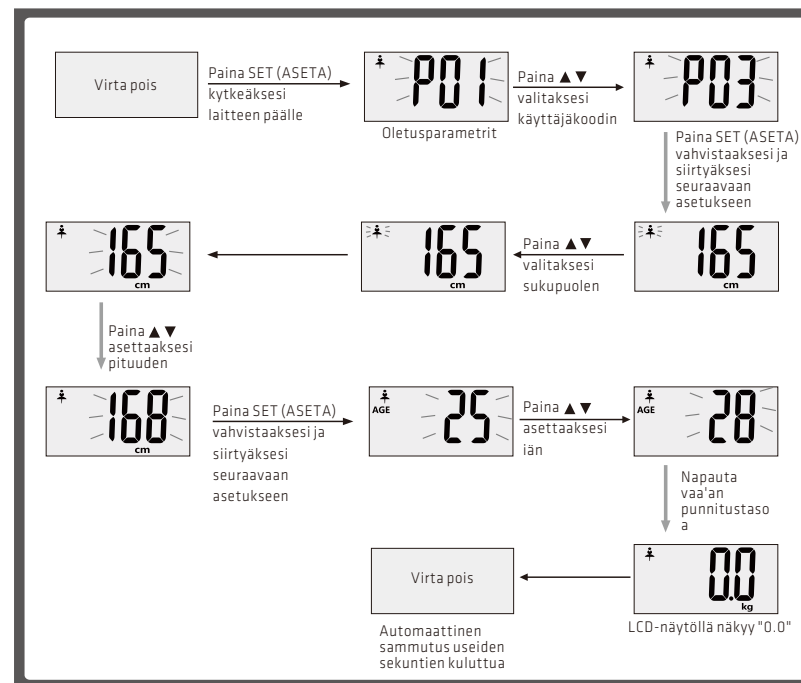 Virta pois
Paina SET (ASETA)
kytkeäksesi
laitteen päälle
P01
Oletusparametrit
Paina ▲ ▼
valitaksesi
käyttäjäkoodin
P03
Paina SET (ASETA)
vahvistaaksesi ja
siirtyäksesi
seuraavaan
asetukseen
165
cm
Paina ▲ ▼
valitaksesi
sukupuolen
165
cm
165
cm
Paina ▲ ▼
asettaaksesi
pituuden
168
cm
Paina SET (ASETA)
vahvistaaksesi ja
siirtyäksesi
seuraavaan
asetukseen
AGE
25
Paina ▲ ▼
asettaaksesi
iän
AGE
28
Napauta
vaa'an
punnitustaso
a
0.0
kg
LCD-näytöllä näkyy "0.0"
Virta pois
Automaattinen
sammutus useiden
sekuntien kuluttua